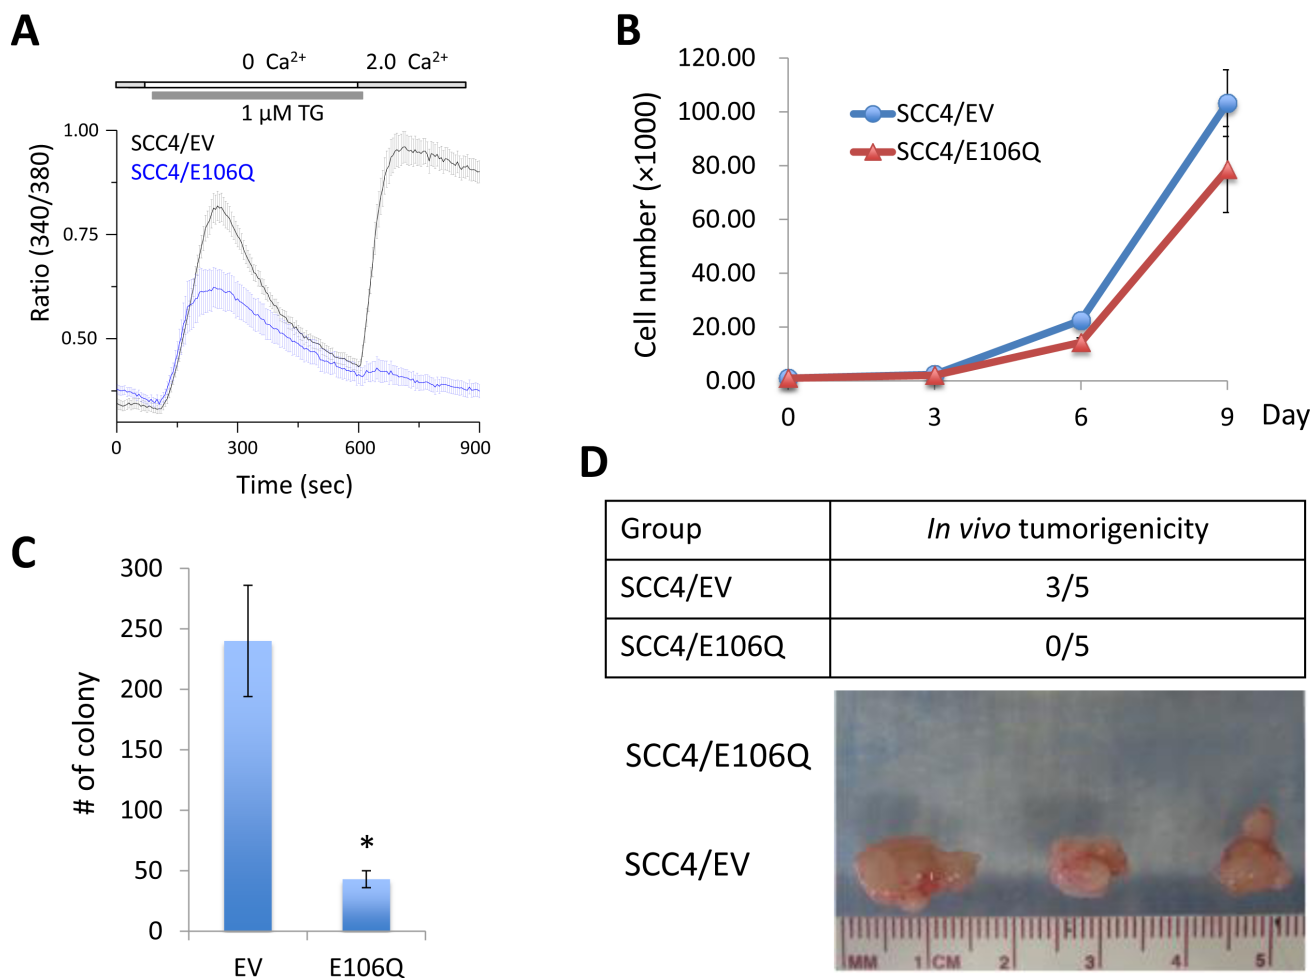 A
0 Ca²⁺ 2.0 Ca²⁺
1 µM TG
SCC4/EV
SCC4/E106Q
Ratio (340/380)
1.00
0.75
0.50
0 300 600 900
Time (sec)
B
Cell number (×1000)
120.00
100.00
80.00
60.00
40.00
20.00
0.00
SCC4/EV
SCC4/E106Q
0 3 6 9 Day
C
# of colony
300
250
200
150
100
50
0
*
EV E106Q
D
Group In vivo tumorigenicity
SCC4/EV 3/5
SCC4/E106Q 0/5
SCC4/E106Q
SCC4/EV
MM 1 CM 2 3 4 5